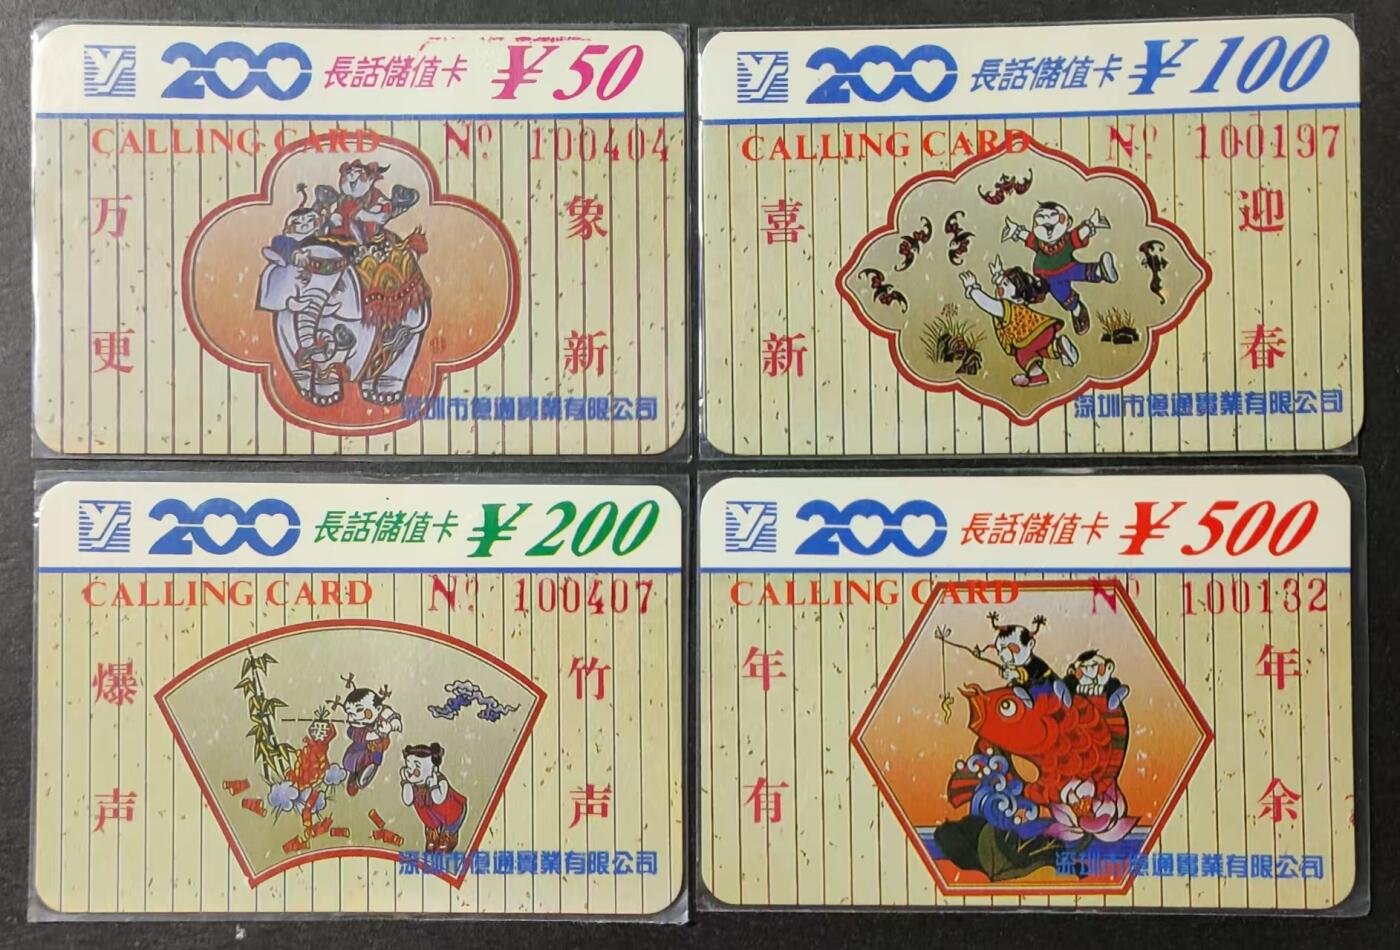 200 長話儲值卡 ¥50
CALLING CARD Nº 100404
万 象
更 新
深圳市億通實業有限公司
200 長話儲值卡 ¥100
CALLING CARD Nº 100197
喜 迎
新 春
深圳市億通實業有限公司
200 長話儲值卡 ¥200
CALLING CARD Nº 100407
爆 竹
声 声
深圳市億通實業有限公司
200 長話儲值卡 ¥500
CALLING CARD Nº 100132
年 年
有 余
深圳市億通實業有限公司